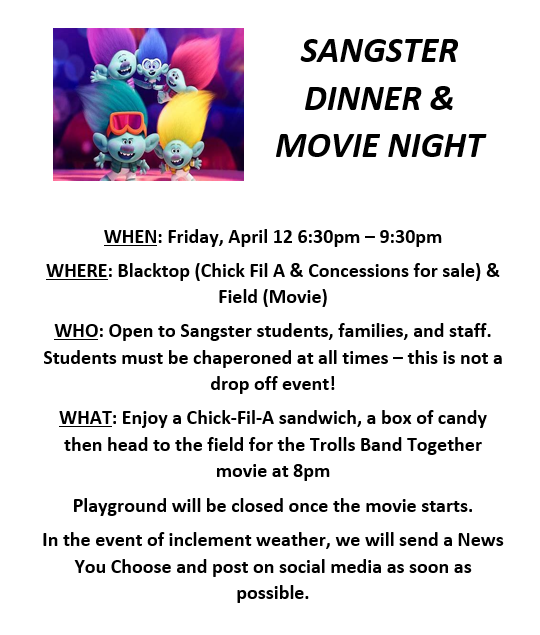 SANGSTER
DINNER &
MOVIE NIGHT
WHEN: Friday, April 12 6:30pm – 9:30pm
WHERE: Blacktop (Chick Fil A & Concessions for sale) &
Field (Movie)
WHO: Open to Sangster students, families, and staff.
Students must be chaperoned at all times – this is not a
drop off event!
WHAT: Enjoy a Chick-Fil-A sandwich, a box of candy
then head to the field for the Trolls Band Together
movie at 8pm
Playground will be closed once the movie starts.
In the event of inclement weather, we will send a News
You Choose and post on social media as soon as
possible.